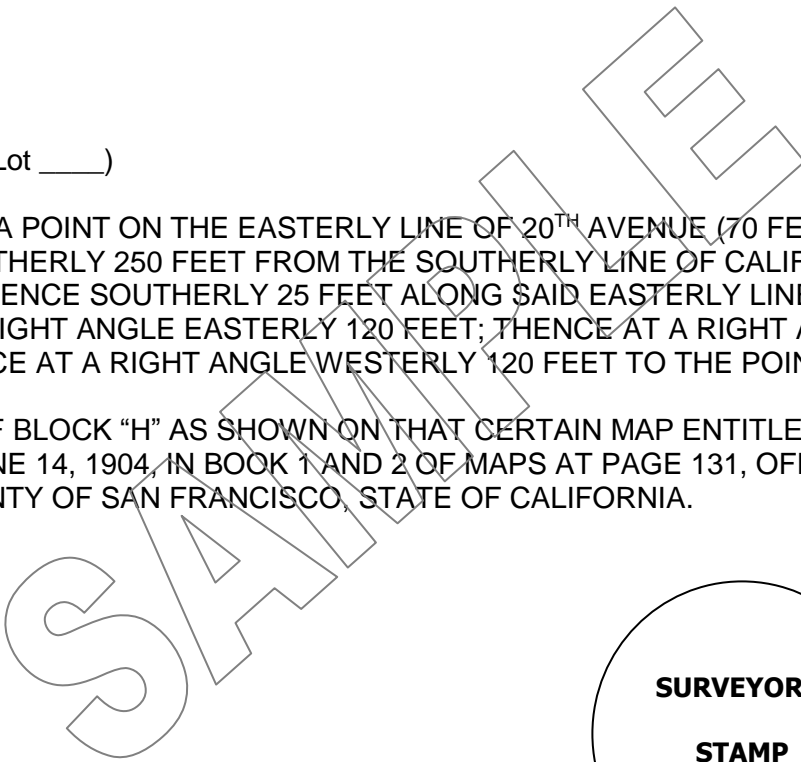 Lot ____)
A POINT ON THE EASTERLY LINE OF 20TH AVENUE (70 FE
THERLY 250 FEET FROM THE SOUTHERLY LINE OF CALIF
ENCE SOUTHERLY 25 FEET ALONG SAID EASTERLY LINE
IGHT ANGLE EASTERLY 120 FEET; THENCE AT A RIGHT A
CE AT A RIGHT ANGLE WESTERLY 120 FEET TO THE POIN
F BLOCK “H” AS SHOWN ON THAT CERTAIN MAP ENTITLE
NE 14, 1904, IN BOOK 1 AND 2 OF MAPS AT PAGE 131, OFF
NTY OF SAN FRANCISCO, STATE OF CALIFORNIA.
SAMPLE
SURVEYOR
STAMP